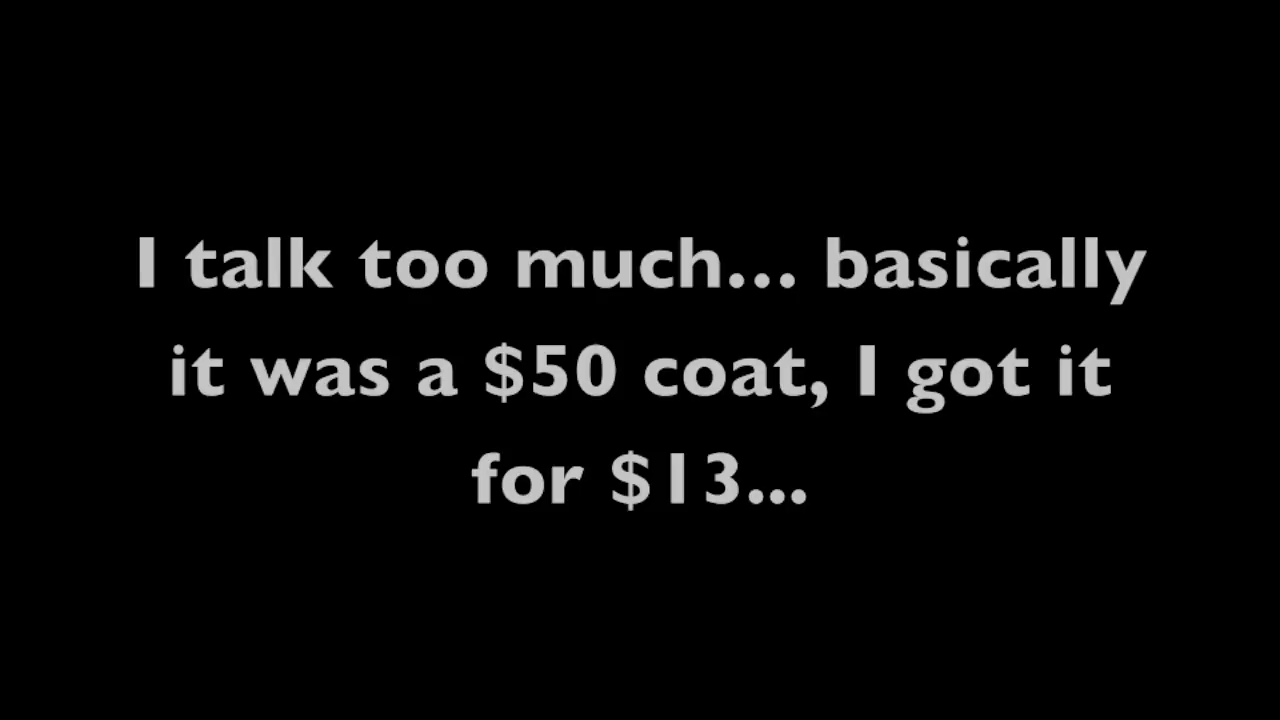 I talk too much... basically
it was a $50 coat, I got it
for $13...